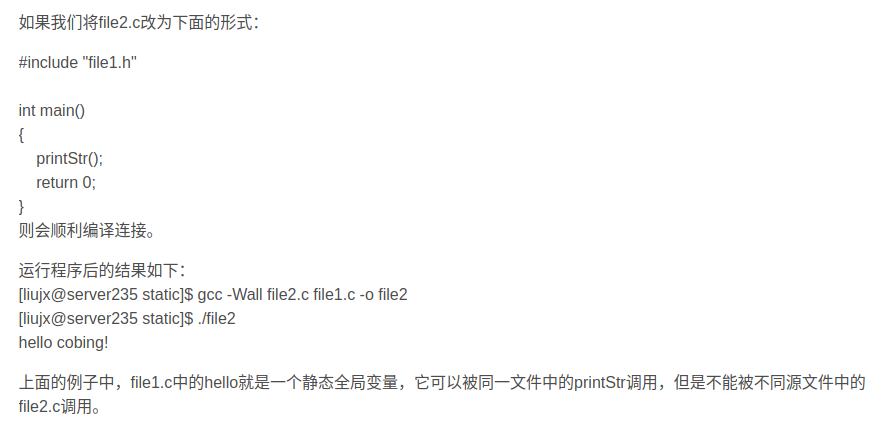 如果我们将file2.c改为下面的形式：
#include "file1.h"
int main()
{
printStr();
return 0;
}
则会顺利编译连接。
运行程序后的结果如下：
[liujx@server235 static]$ gcc -Wall file2.c file1.c -o file2
[liujx@server235 static]$ ./file2
hello cobing!
上面的例子中，file1.c中的hello就是一个静态全局变量，它可以被同一文件中的printStr调用，但是不能被不同源文件中的
file2.c调用。